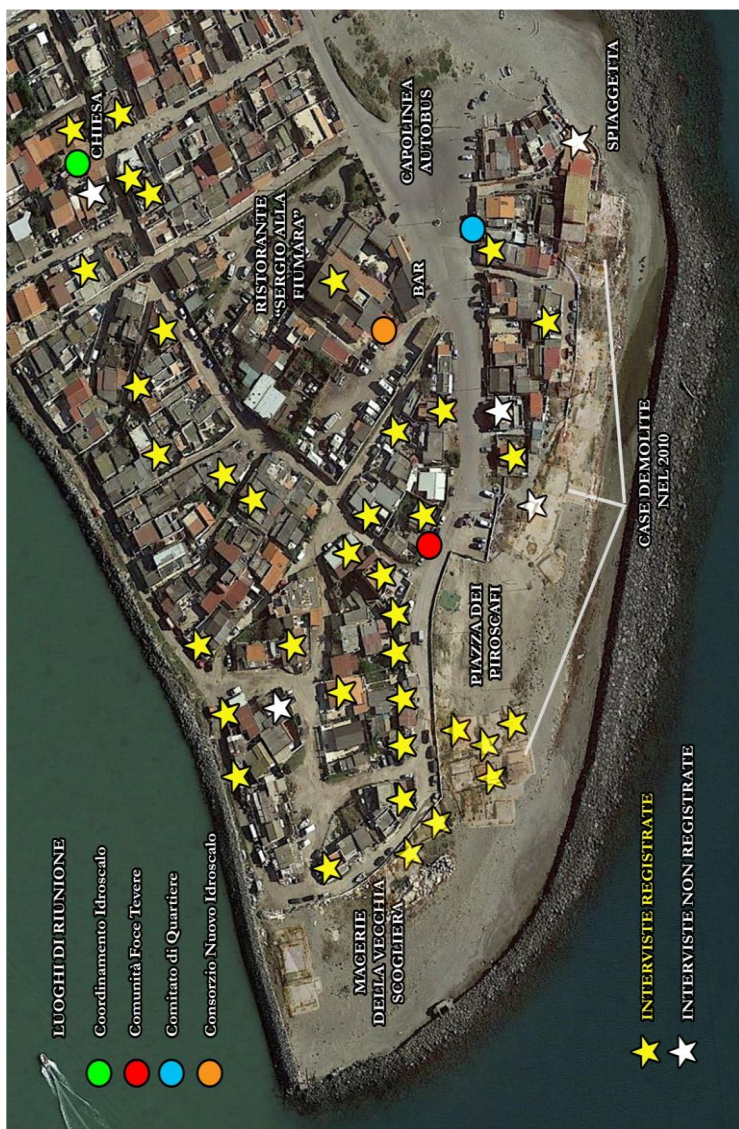 LUOGHI DI RIUNIONE
Coordinamento Idroscalo
Comunità Foce Tevere
Comitato di Quartiere
Consorzio Nuovo Idroscalo
MACERIE
DELLA VECCHIA
SCOGLIERA
PIAZZA DEI
PIROSCAFI
RISTORANTE
“SERGIO ALLA
FIUMARA”
BAR
CHIESA
CAPOLINEA
AUTOBUS
SPIAGGETTA
CASE DEMOLITE
NEL 2010
INTERVISTE REGISTRATE
INTERVISTE NON REGISTRATE